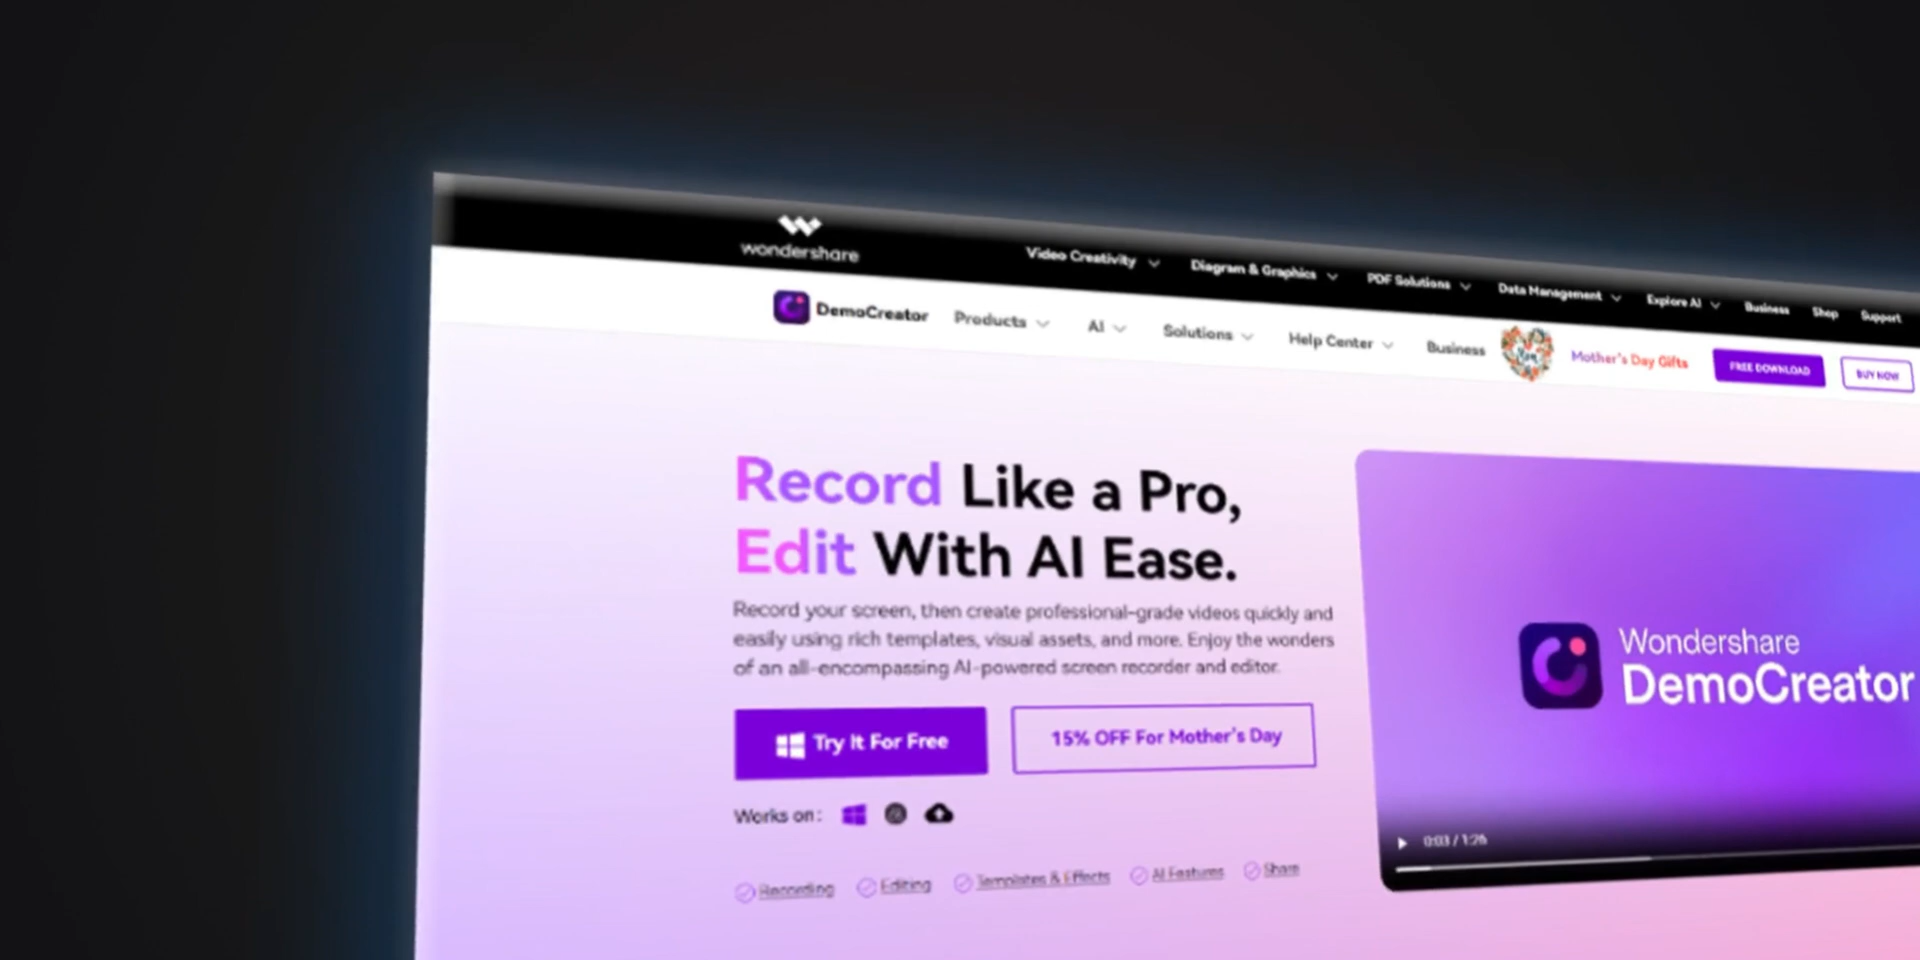 wondershare
Video Creativity
Diagram & Graphics
PDF Solutions
Data Management
Explore AI
Business
Shop
Support
DemoCreator
Products
AI
Solutions
Help Center
Business
Mother's Day Gifts
FREE DOWNLOAD
BUY NOW
Record Like a Pro,
Edit With AI Ease.
Record your screen, then create professional-grade videos quickly and
easily using rich templates, visual assets, and more. Enjoy the wonders
of an all-encompassing AI-powered screen recorder and editor.
Try It For Free
15% OFF For Mother's Day
Works on:
Recording
Editing
Templates & Effects
AI Features
Share
Wondershare
DemoCreator
0:03 / 1:26